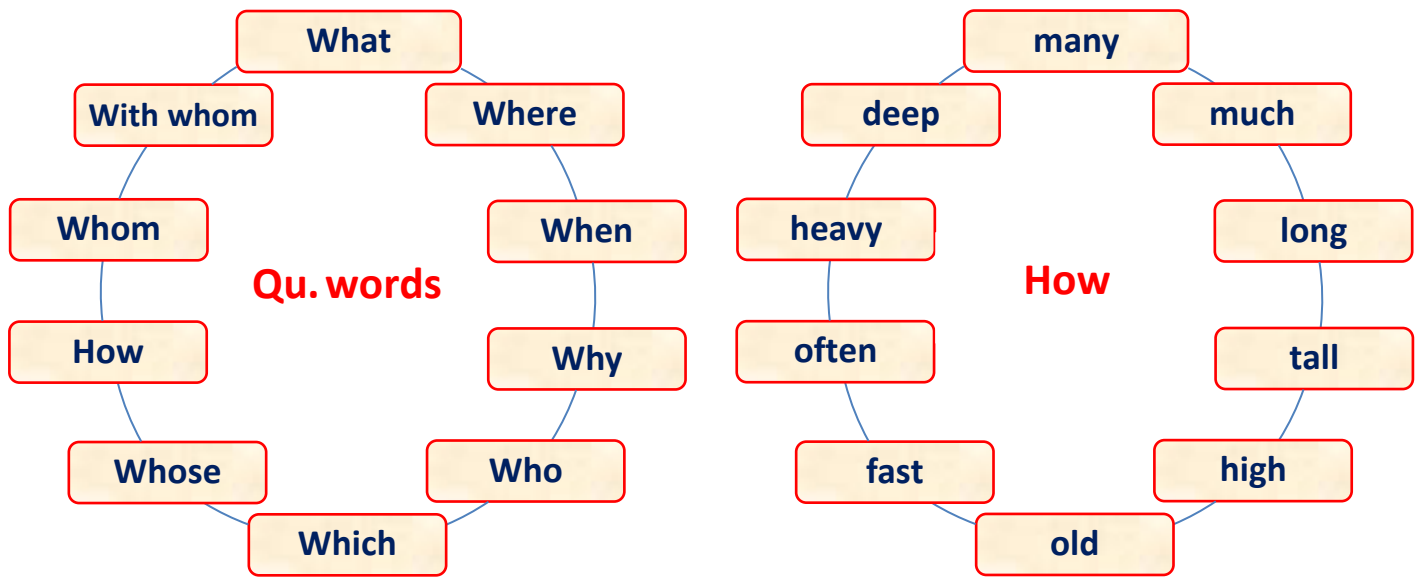 What
Where
When
Why
Who
Which
Whose
How
Whom
With whom
Qu. words
many
much
long
tall
high
old
fast
often
heavy
deep
How